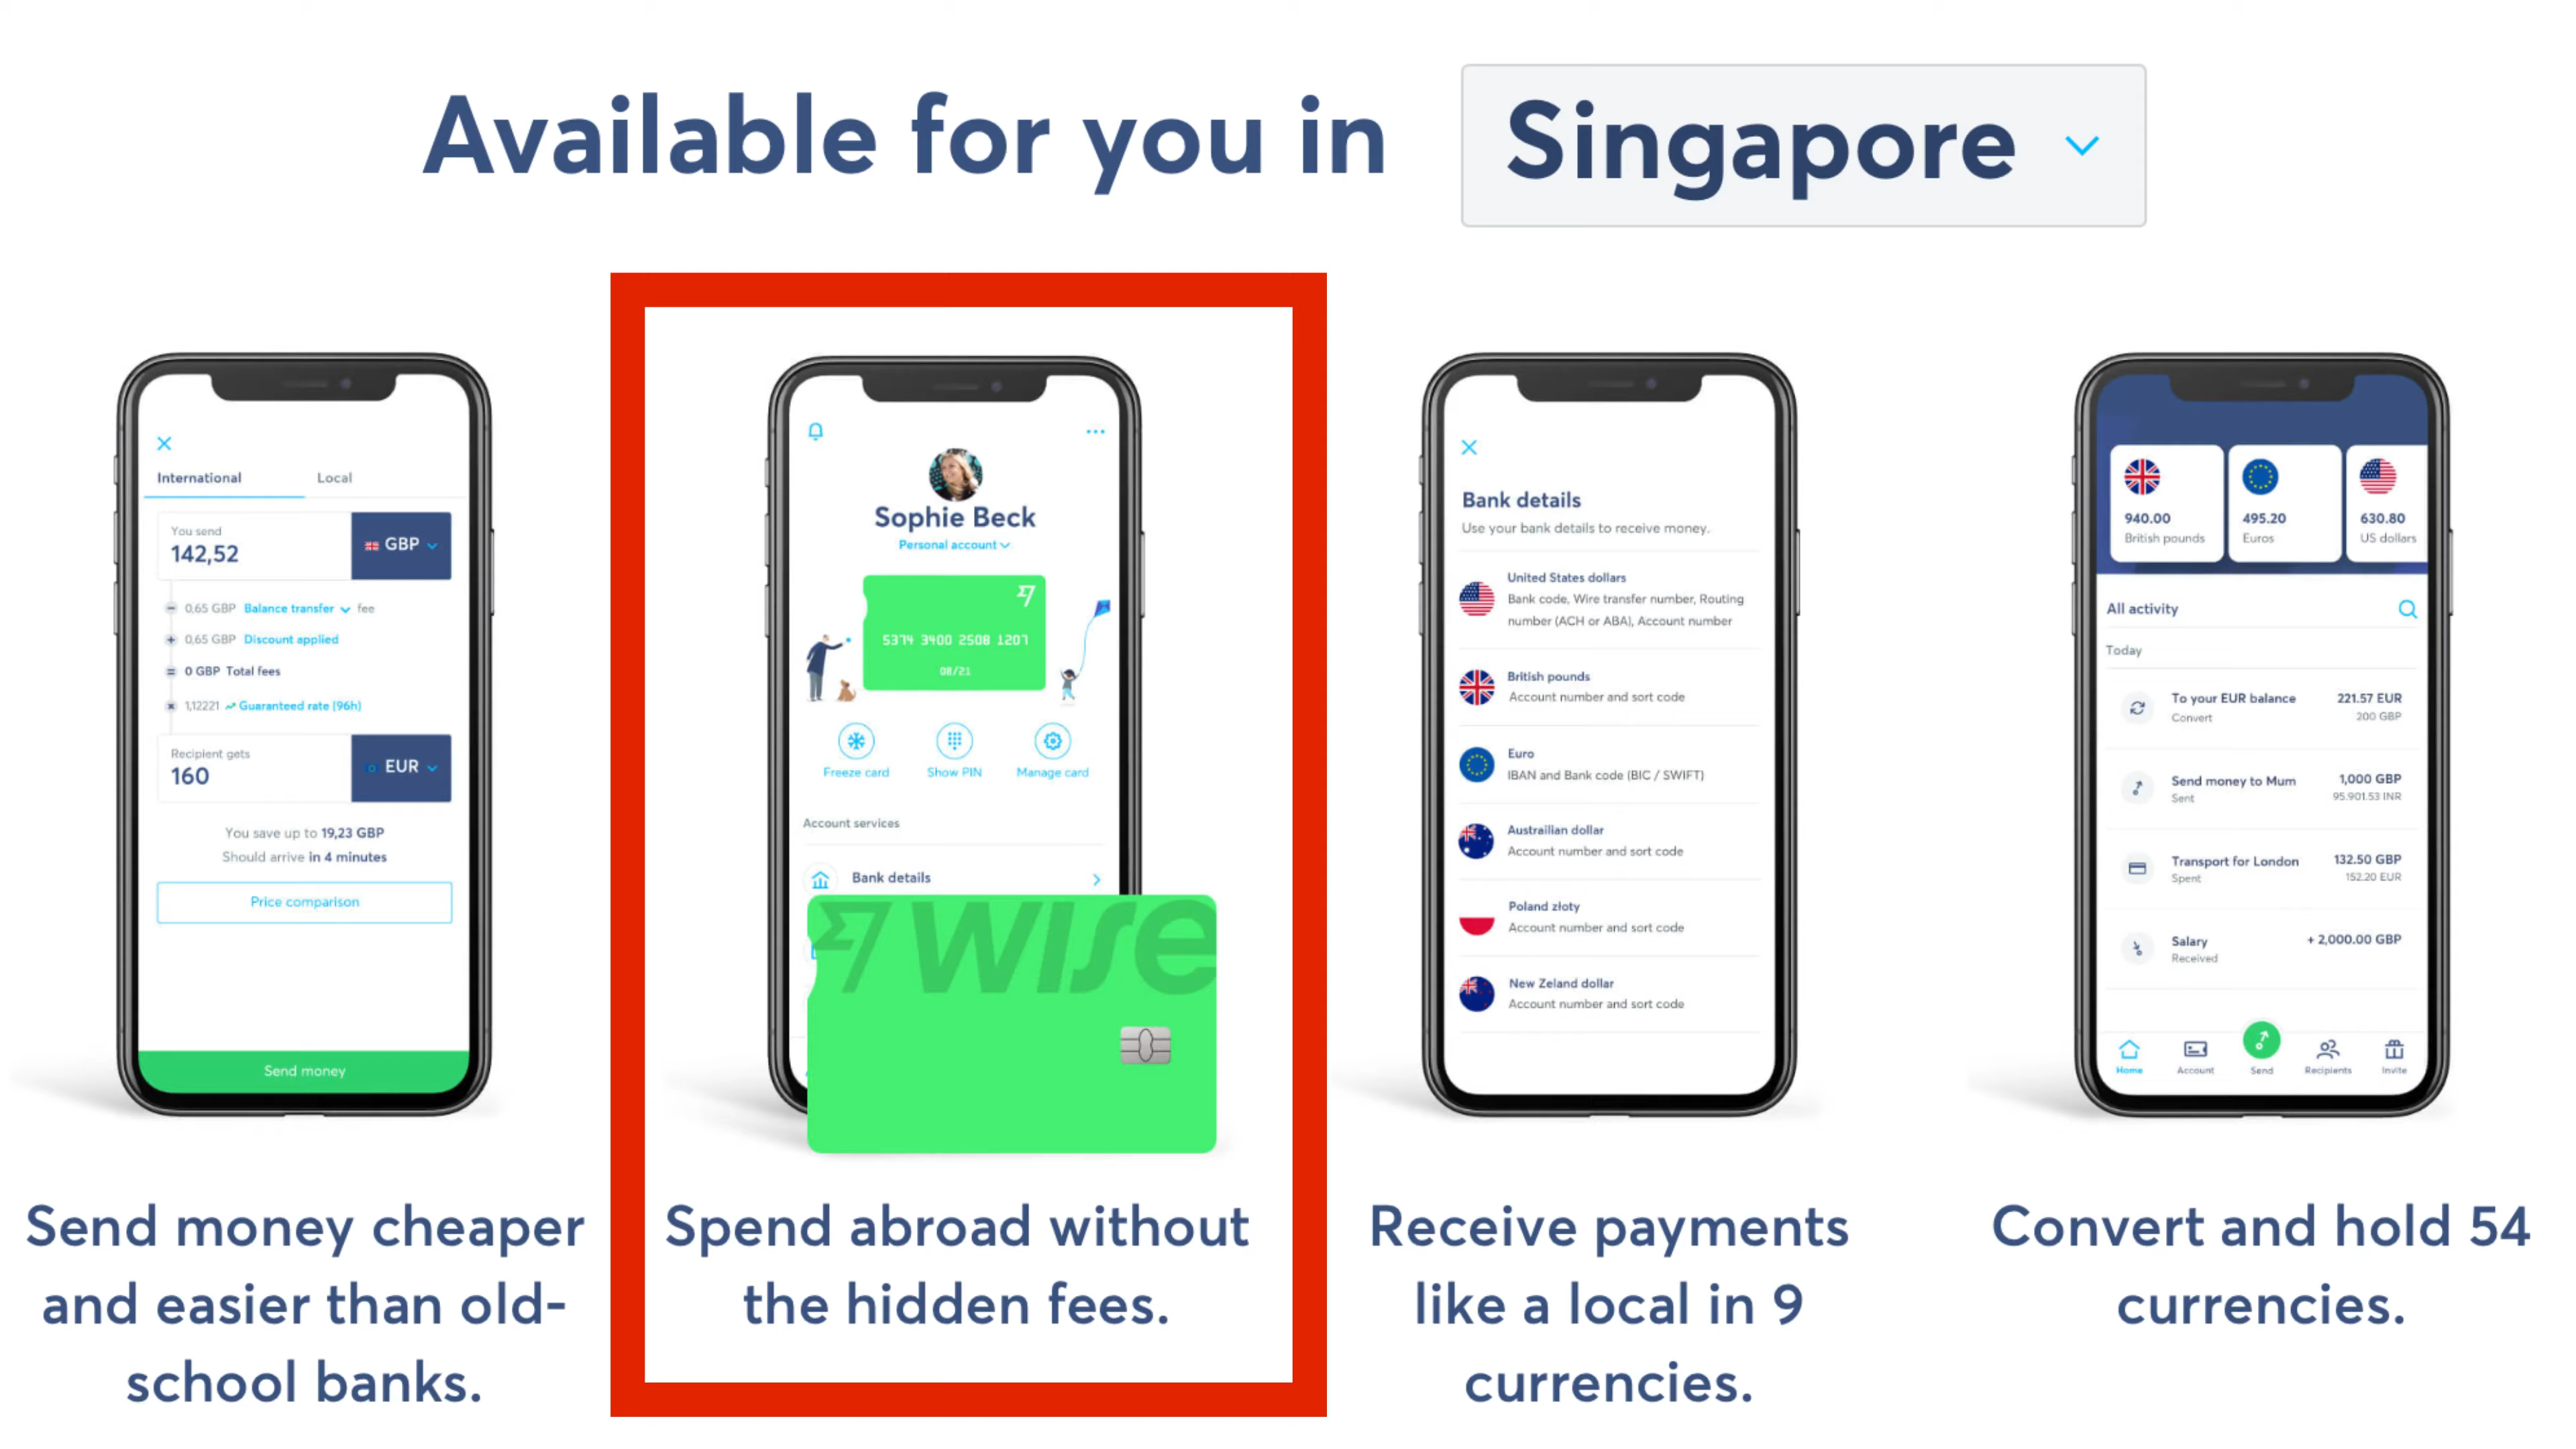 Available for you in Singapore
International Local
You send
142,52
GBP
0,65 GBP Balance transfer fee
0,65 GBP Discount applied
0 GBP Total fees
1,12221 Guaranteed rate (96h)
Recipient gets
160
EUR
You save up to 19,23 GBP
Should arrive in 4 minutes
Price comparison
Send money
Send money cheaper
and easier than old-
school banks.
Sophie Beck
Personal account
5374 3400 2508 1207
08/21
Freeze card Show PIN Manage card
Account services
Bank details
WISE
Spend abroad without
the hidden fees.
Bank details
Use your bank details to receive money.
United States dollars
Bank code, Wire transfer number, Routing
number (ACH or ABA), Account number
British pounds
Account number and sort code
Euro
IBAN and Bank code (BIC / SWIFT)
Austrailian dollar
Account number and sort code
Poland złoty
Account number and sort code
New Zeland dollar
Account number and sort code
Receive payments
like a local in 9
currencies.
940.00 495.20 630.80
British pounds Euros US dollars
All activity
Today
To your EUR balance 221.57 EUR
Convert 200 GBP
Send money to Mum 1,000 GBP
Sent 95.901.53 INR
Transport for London 132.50 GBP
Spent 152.20 EUR
Salary + 2,000.00 GBP
Received
Home Account Send Recipients Invite
Convert and hold 54
currencies.